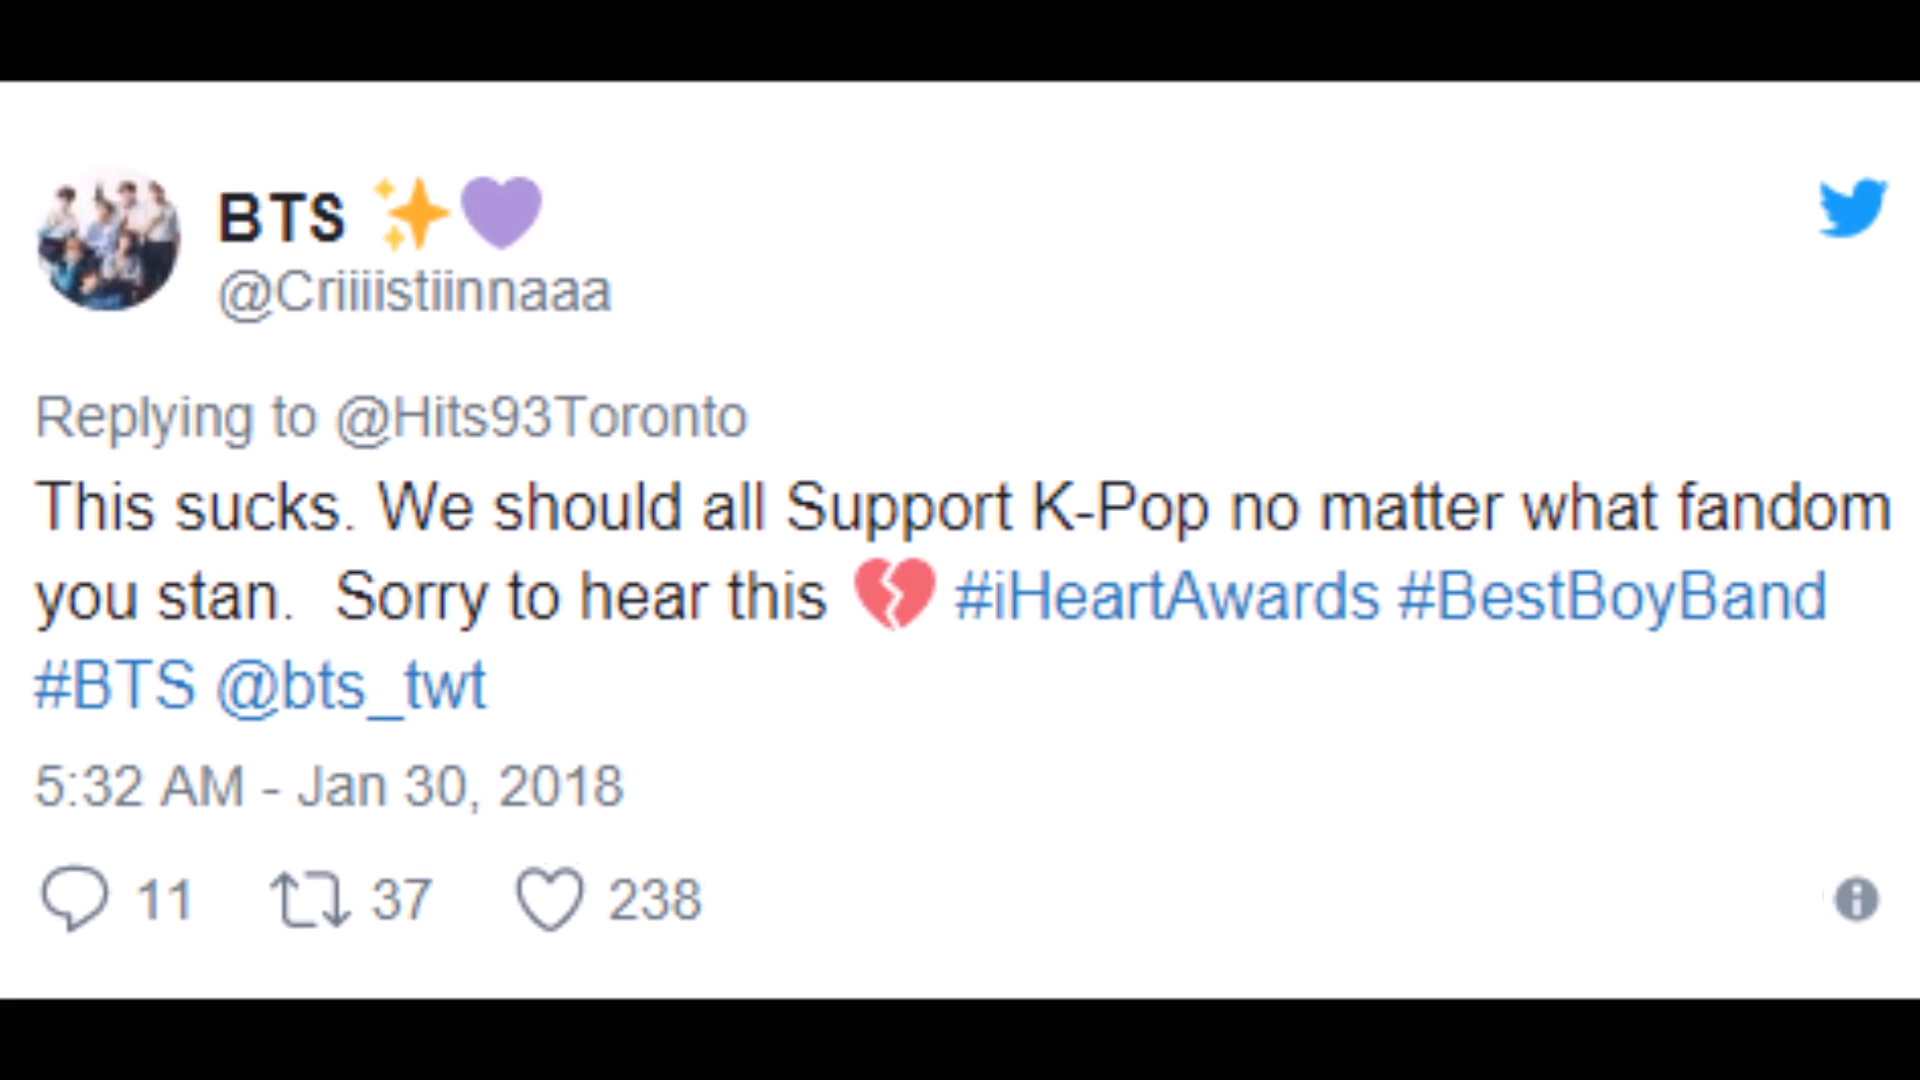 BTS ✨💜
@Criiiistiinnaaa
Replying to @Hits93Toronto
This sucks. We should all Support K-Pop no matter what fandom
you stan.  Sorry to hear this 💔 #iHeartAwards #BestBoyBand
#BTS @bts_twt
5:32 AM - Jan 30, 2018
11 37 238